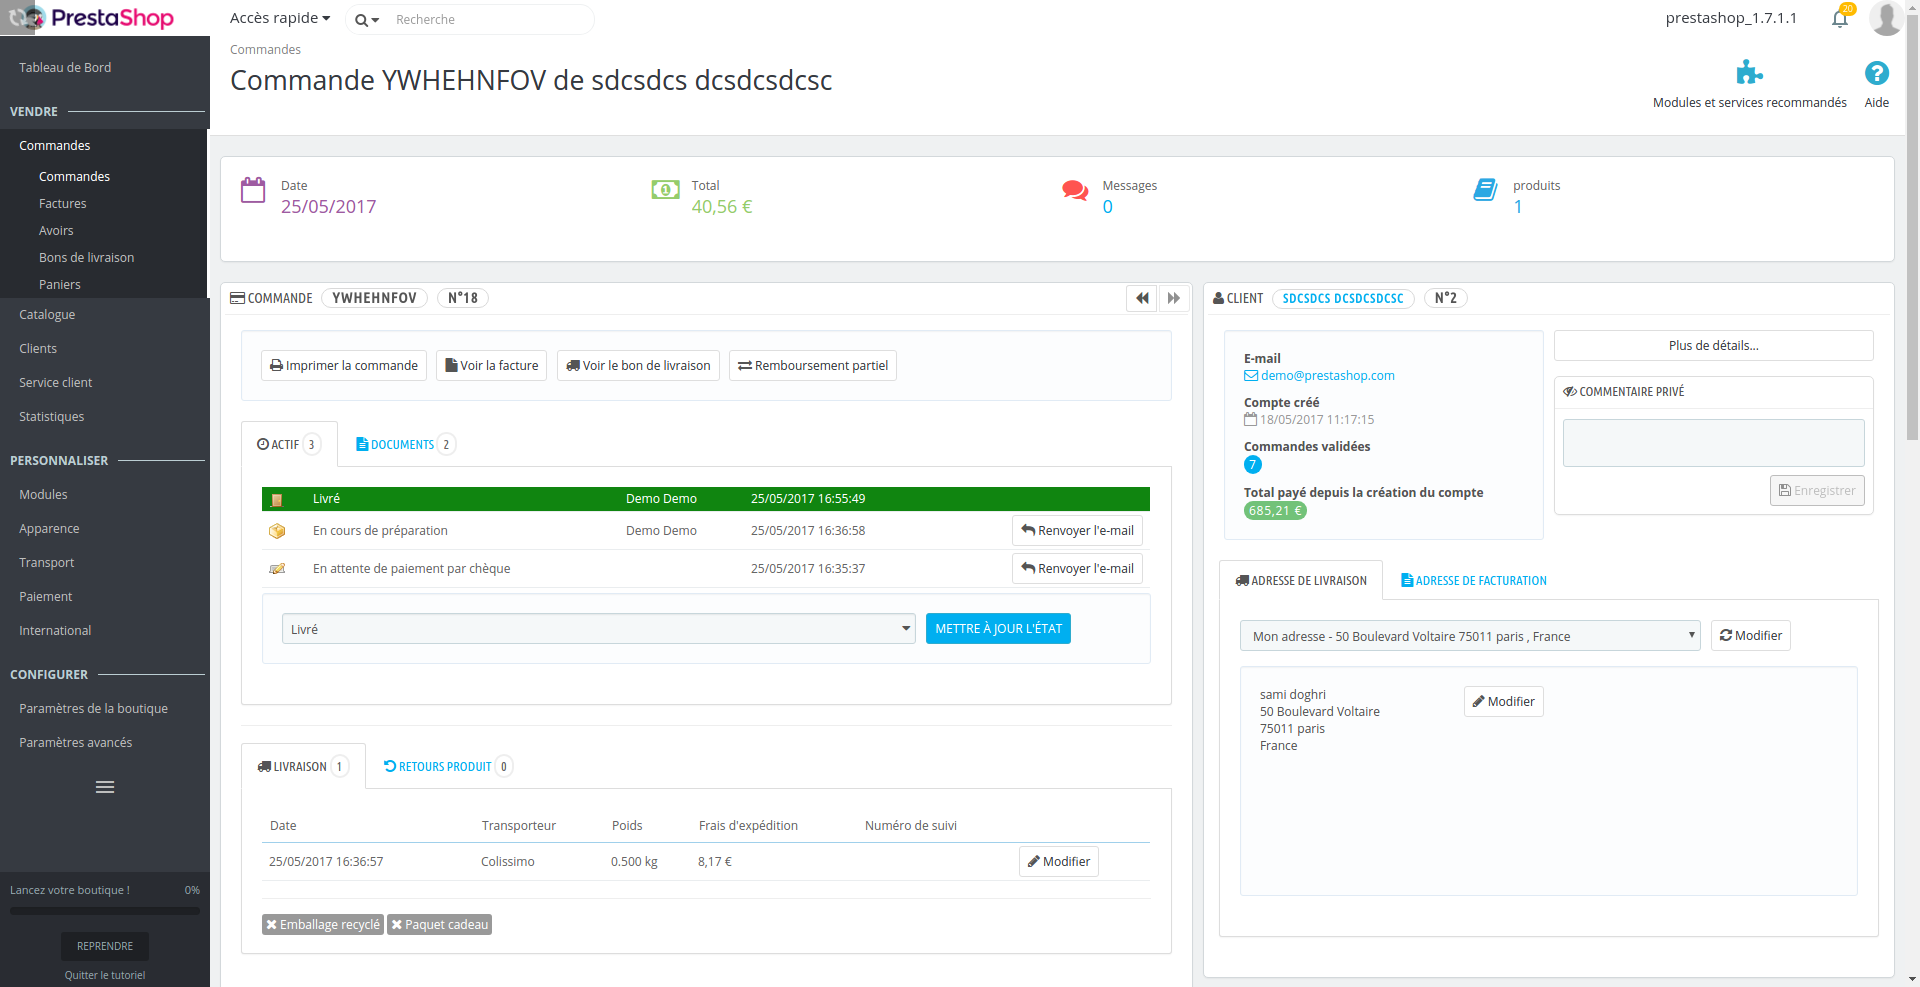 PrestaShop
Accès rapide
Recherche
prestashop_1.7.1.1
20
Commandes
Commande YWHEHNFOV de sdcsdcs dcsdcsdcsc
Modules et services recommandés
Aide
Tableau de Bord
VENDRE
Commandes
Commandes
Factures
Avoirs
Bons de livraison
Paniers
Catalogue
Clients
Service client
Statistiques
PERSONNALISER
Modules
Apparence
Transport
Paiement
International
CONFIGURER
Paramètres de la boutique
Paramètres avancés
Lancez votre boutique ! 0%
REPRENDRE
Quitter le tutoriel
Date
25/05/2017
Total
40,56 €
Messages
0
produits
1
COMMANDE YWHEHNFOV N°18
Imprimer la commande Voir la facture Voir le bon de livraison Remboursement partiel
ACTIF 3 DOCUMENTS 2
Livré Demo Demo 25/05/2017 16:55:49
En cours de préparation Demo Demo 25/05/2017 16:36:58 Renvoyer l'e-mail
En attente de paiement par chèque 25/05/2017 16:35:37 Renvoyer l'e-mail
Livré METTRE À JOUR L'ÉTAT
LIVRAISON 1 RETOURS PRODUIT 0
Date Transporteur Poids Frais d'expédition Numéro de suivi
25/05/2017 16:36:57 Colissimo 0.500 kg 8,17 € Modifier
Emballage recyclé Paquet cadeau
CLIENT SDCSDCS DCSDCSDCSC N°2
E-mail
demo@prestashop.com
Compte créé
18/05/2017 11:17:15
Commandes validées
7
Total payé depuis la création du compte
685,21 €
Plus de détails...
COMMENTAIRE PRIVÉ
Enregistrer
ADRESSE DE LIVRAISON ADRESSE DE FACTURATION
Mon adresse - 50 Boulevard Voltaire 75011 paris , France Modifier
sami doghri
50 Boulevard Voltaire
75011 paris
France
Modifier